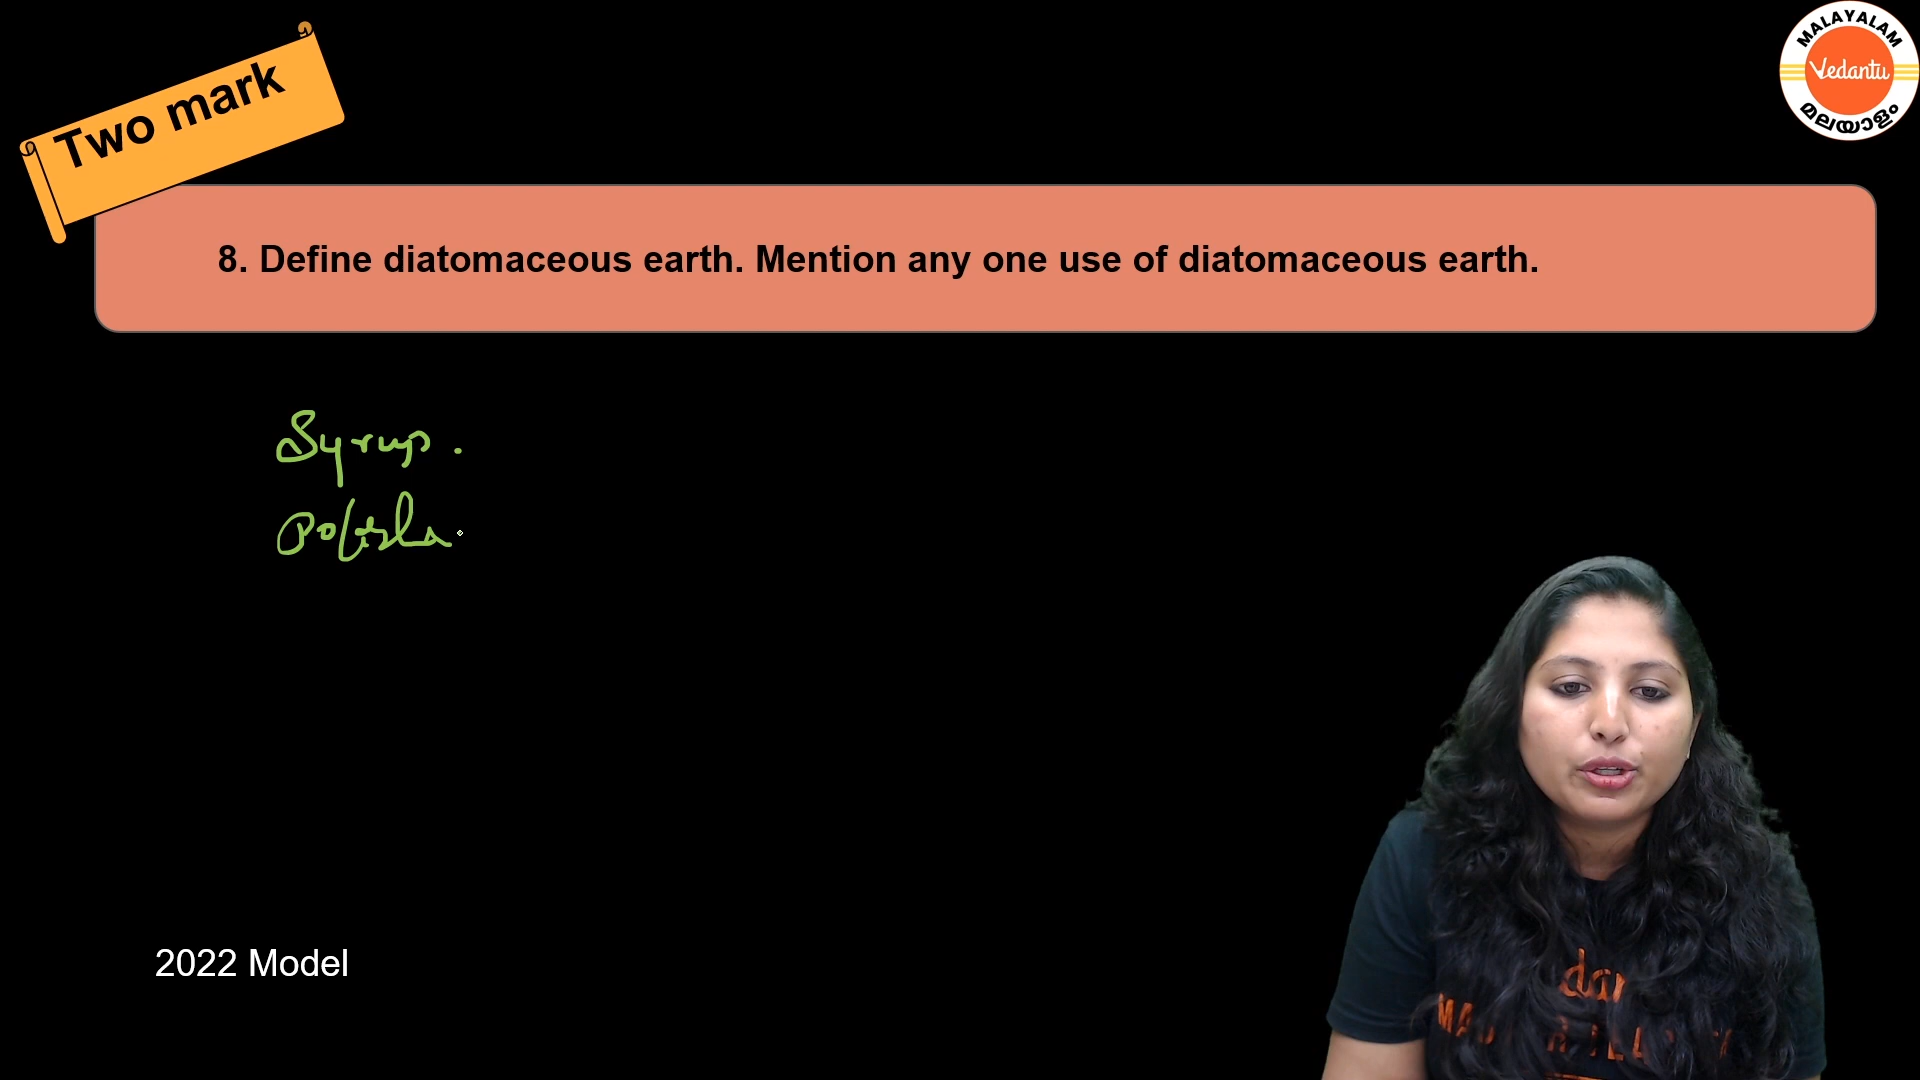 Two mark
MALAYALAM
Vedantu
മലയാളം
8. Define diatomaceous earth. Mention any one use of diatomaceous earth.
Syrup.
2022 Model